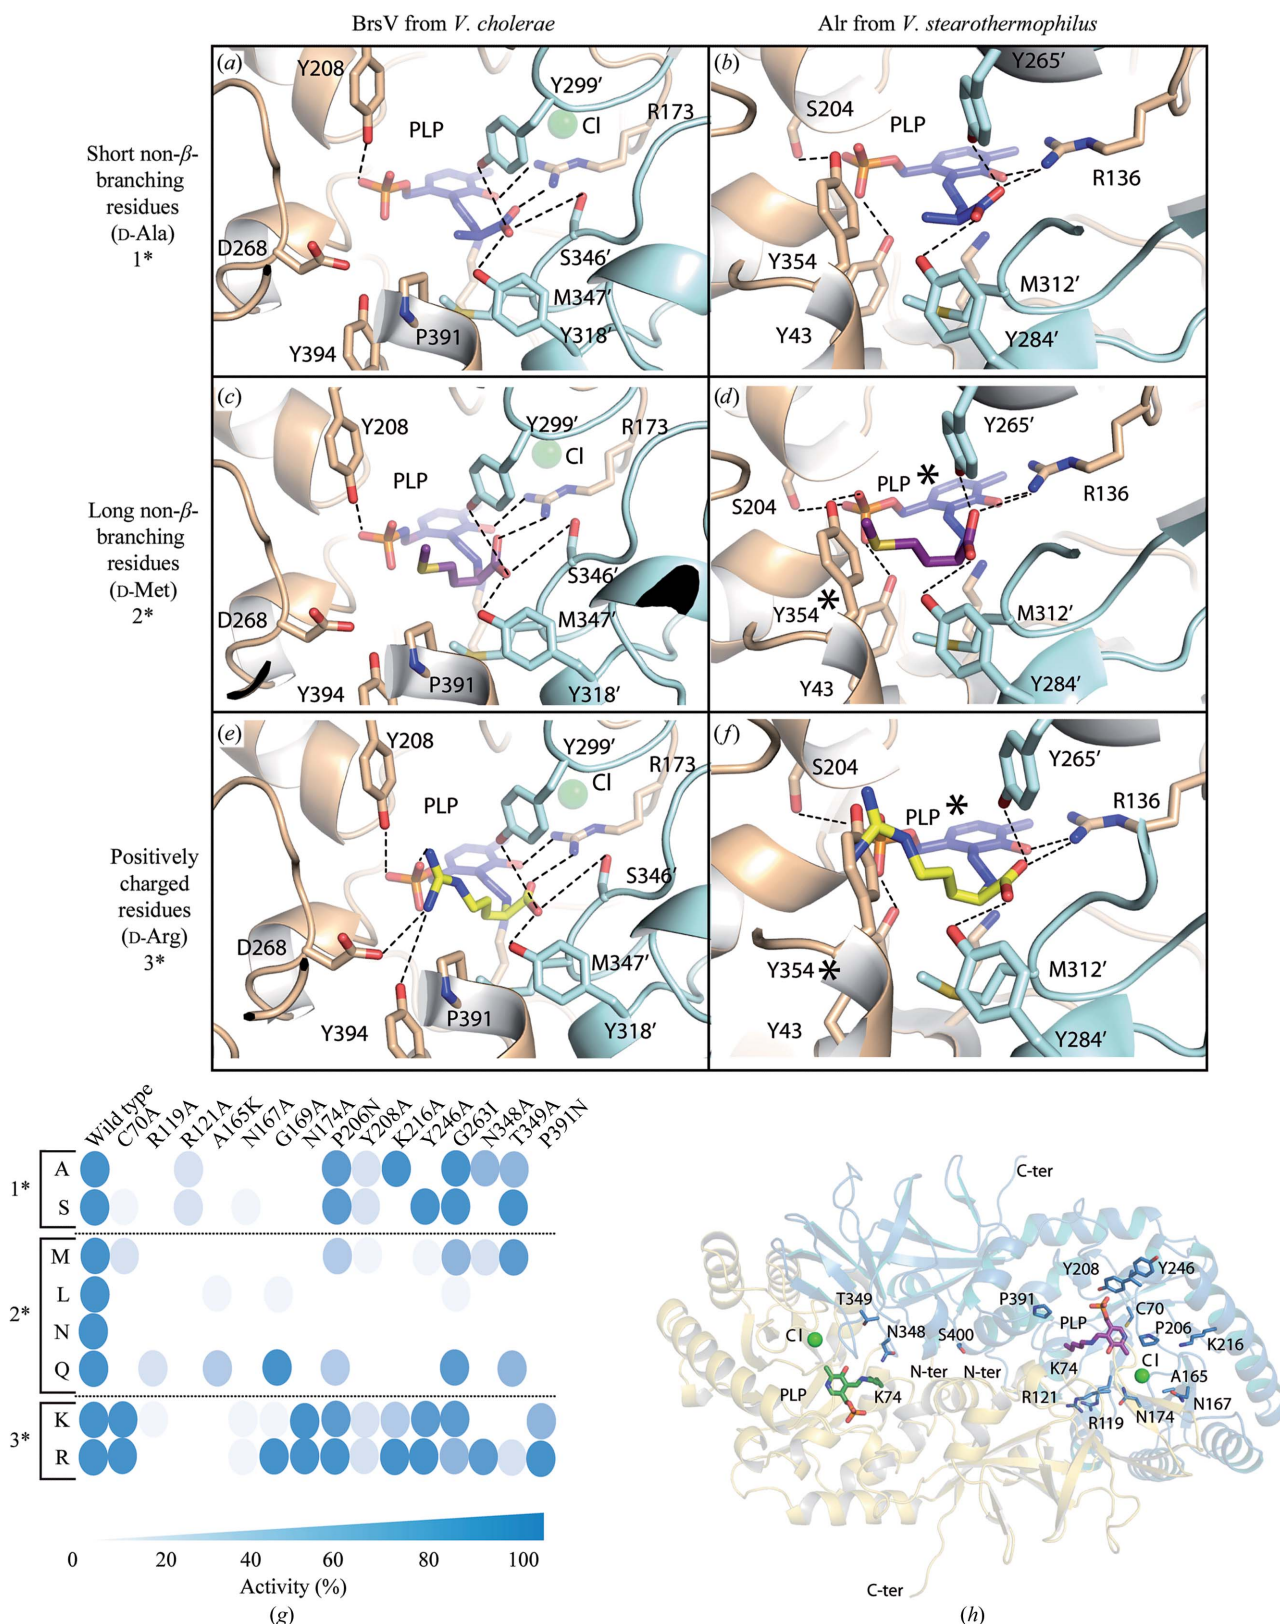 BrsV from V. cholerae
Alr from V. stearothermophilus
Short non-β-
branching
residues
(D-Ala)
1*
(a)
Y208
PLP
Y299′
Cl
R173
D268
S346′
M347′
Y394
P391
Y318′
(b)
Y265′
S204
PLP
R136
Y354
M312′
Y43
Y284′
Long non-β-
branching
residues
(D-Met)
2*
(c)
Y208
Y299′
R173
Cl
PLP
S346′
D268
M347′
Y394
P391
Y318′
(d)
Y265′
PLP *
S204
R136
Y354 *
M312′
Y43
Y284′
Positively
charged
residues
(D-Arg)
3*
(e)
Y208
Y299′
R173
PLP
Cl
S346′
D268
M347′
Y394
P391
Y318′
(f)
Y265′
S204
PLP *
R136
Y354 *
M312′
Y43
Y284′
Wild type
C70A
R119A
R121A
A165K
N167A
G169A
N174A
P206N
Y208A
K216A
Y246A
G263I
N348A
T349A
P391N
1*
A
S
2*
M
L
N
Q
3*
K
R
0 20 40 60 80 100
Activity (%)
(g)
C-ter
Y208
Y246
T349
P391
PLP
C70
Cl
N348
S400
P206
K216
N-ter
N-ter
K74
Cl
A165
PLP
K74
R121
N167
R119
N174
C-ter
(h)